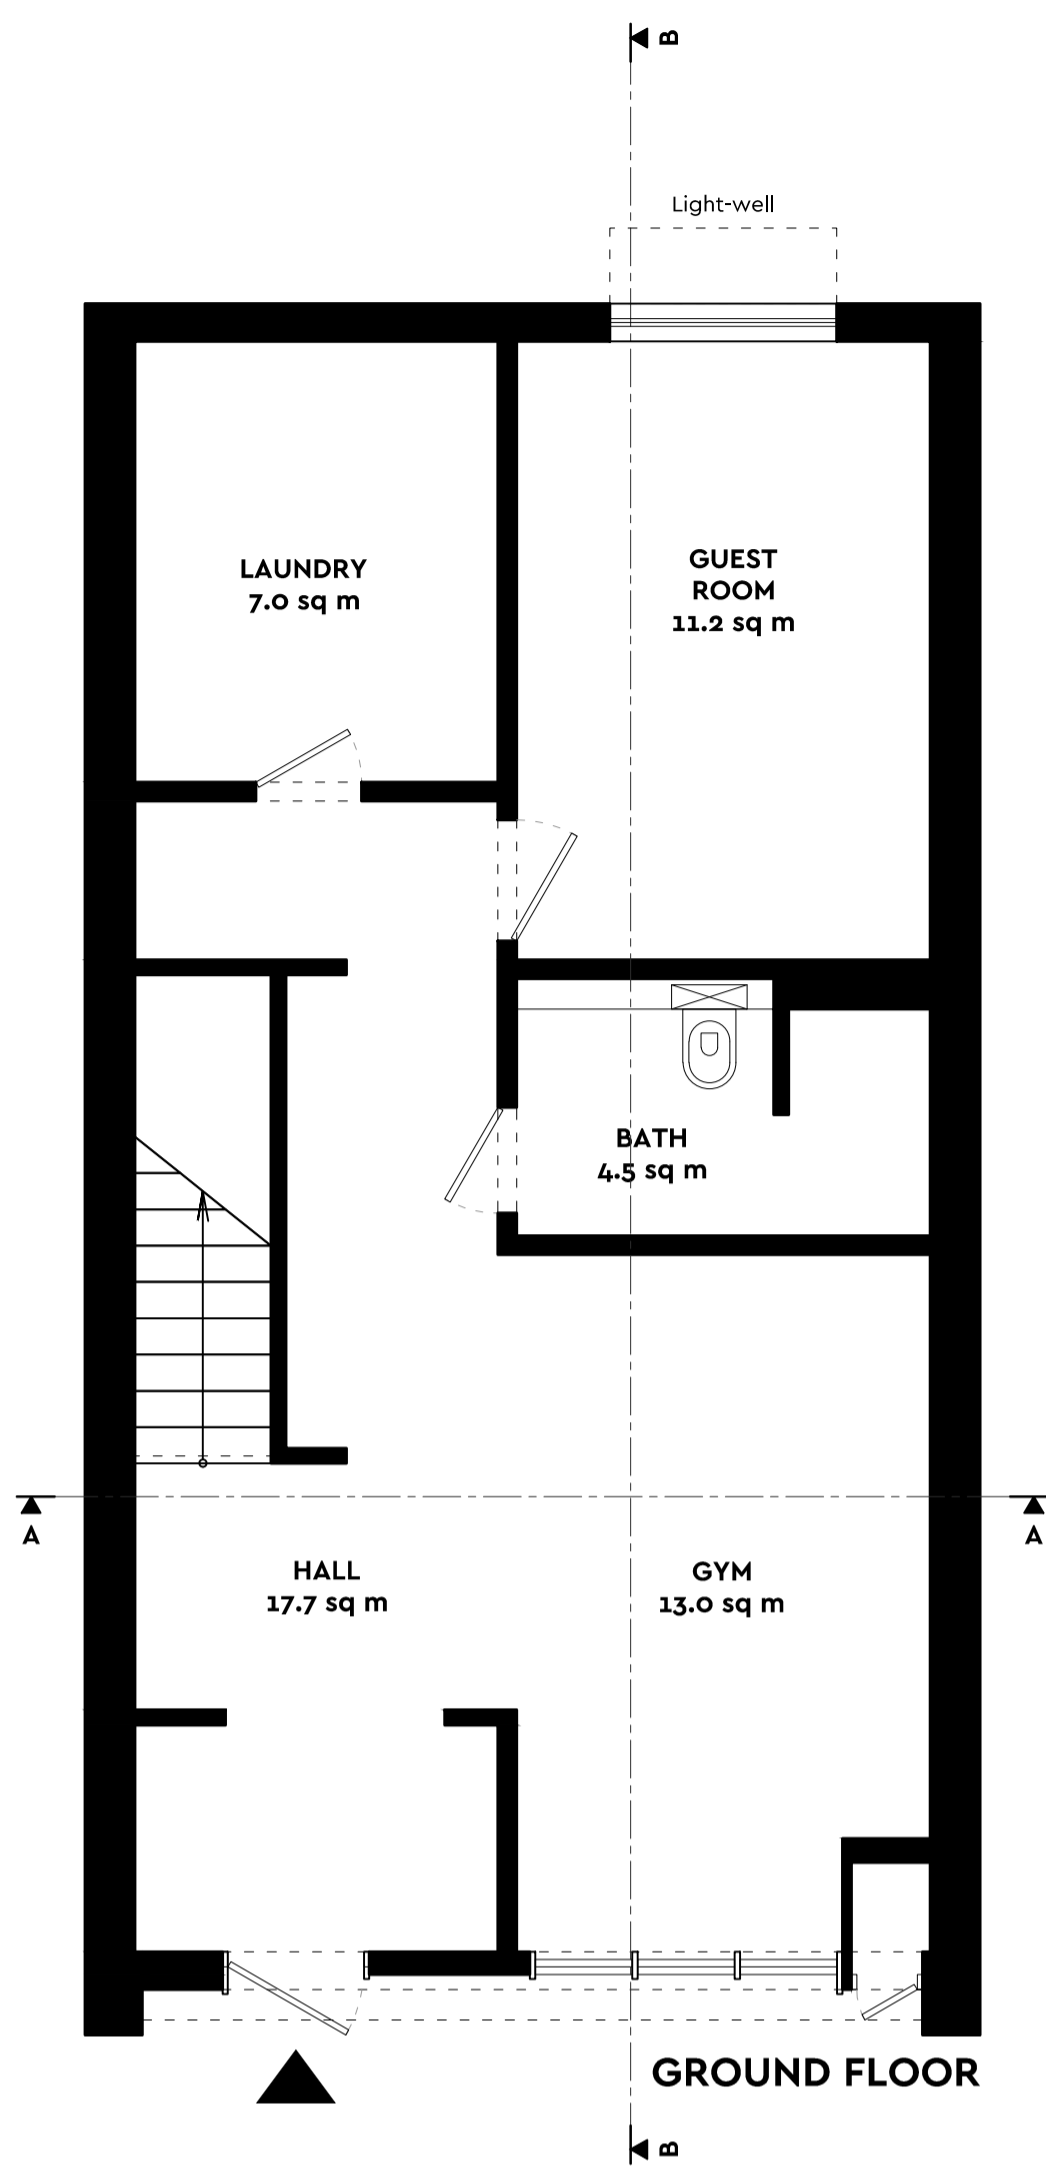 B
Light-well
LAUNDRY
7.0 sq m
GUEST
ROOM
11.2 sq m
BATH
4.5 sq m
A
A
HALL
17.7 sq m
GYM
13.0 sq m
GROUND FLOOR
B